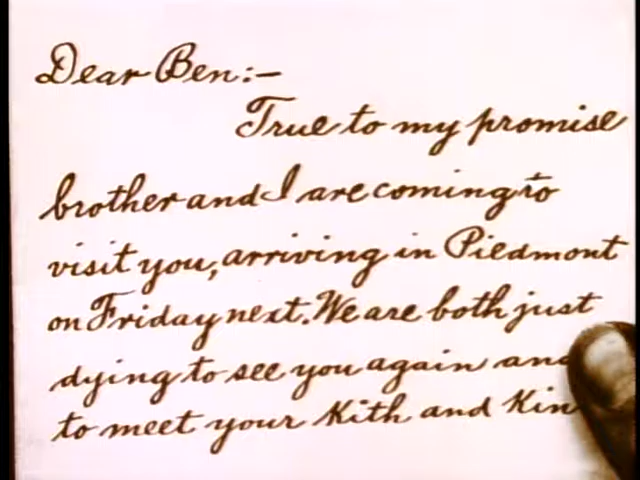 Dear Ben:—
True to my promise
brother and I are coming to
visit you, arriving in Piedmont
on Friday next. We are both just
dying to see you again and
to meet your Kith and Kin